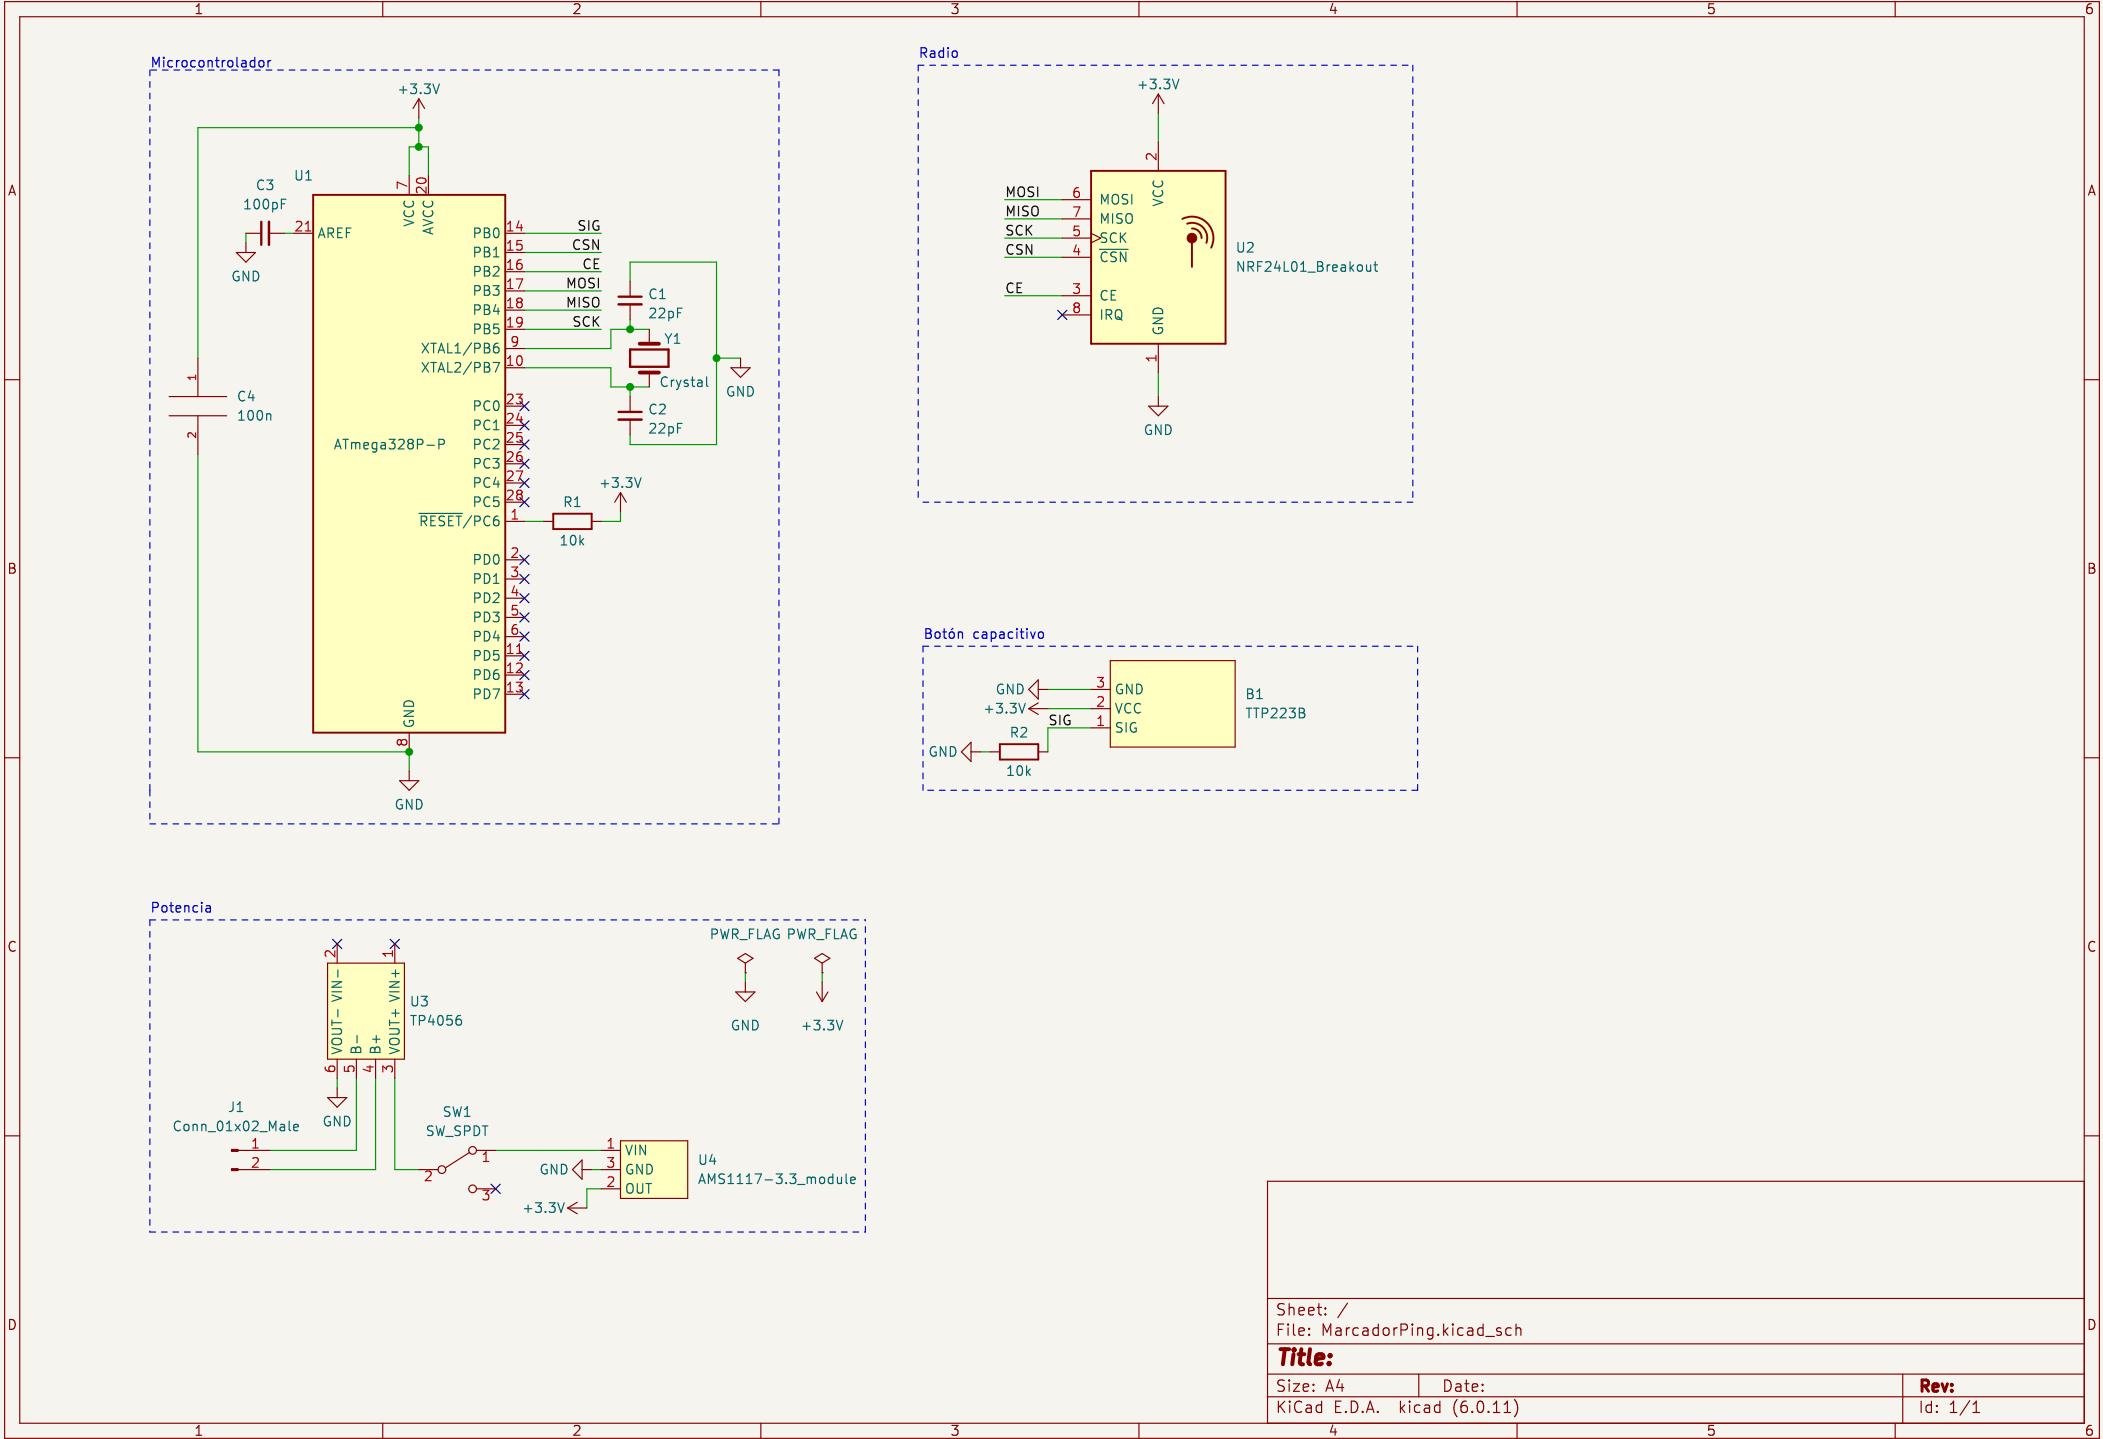 1 2 3 4 5 6
A
B
C
D
A
B
C
D
1 2 3 4 5 6
Microcontrolador
+3.3V
U1
C3
100pF
GND
21 AREF
7 VCC
20 AVCC
ATmega328P-P
PB0 14 SIG
PB1 15 CSN
PB2 16 CE
PB3 17 MOSI
PB4 18 MISO
PB5 19 SCK
XTAL1/PB6 9
XTAL2/PB7 10
PC0 23
PC1 24
PC2 25
PC3 26
PC4 27
PC5 28
RESET/PC6 1
PD0 2
PD1 3
PD2 4
PD3 5
PD4 6
PD5 11
PD6 12
PD7 13
GND 8
GND
C1
22pF
Y1
Crystal
C2
22pF
GND
R1
10k
+3.3V
1
C4
100n
2
Radio
+3.3V
2 VCC
MOSI 6 MOSI
MISO 7 MISO
SCK 5 SCK
CSN 4 CSN
CE 3 CE
8 IRQ
GND 1
GND
U2
NRF24L01_Breakout
Botón capacitivo
GND 3 GND
+3.3V 2 VCC
SIG 1 SIG
B1
TTP223B
R2
10k
GND
Potencia
2 VIN-
1 VIN+
VOUT- 6
B- 5
B+ 4
VOUT+ 3
U3
TP4056
GND
J1
Conn_01x02_Male
1
2
SW1
SW_SPDT
1
2
3
1 VIN
GND 3 GND
2 OUT
+3.3V
U4
AMS1117-3.3_module
PWR_FLAG PWR_FLAG
GND +3.3V
Sheet: /
File: MarcadorPing.kicad_sch
Title:
Size: A4 Date: Rev:
KiCad E.D.A. kicad (6.0.11) Id: 1/1